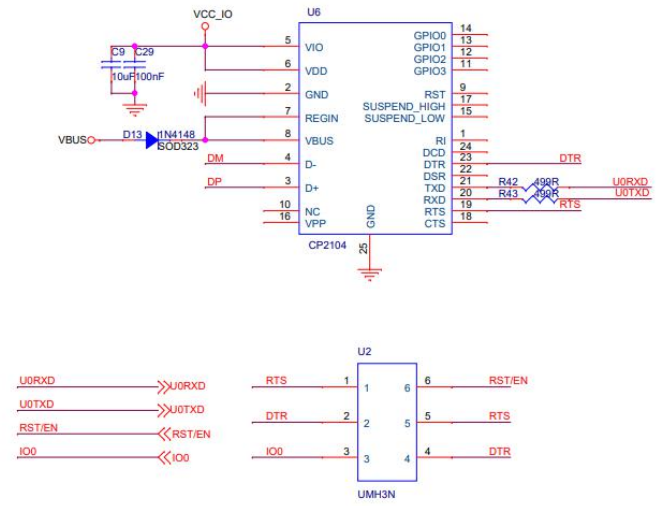 VCC_IO
U6
C9 C29
10uF 100nF
5 VIO
6 VDD
2 GND
7 REGIN
VBUS D13 1N4148 8 VBUS
SOD323
DM 4 D-
DP 3 D+
10 NC
16 VPP
GPIO0 14
GPIO1 13
GPIO2 12
GPIO3 11
RST 9
SUSPEND_HIGH 17
SUSPEND_LOW 15
RI 1
DCD 24
DTR 23 DTR
DSR 22
TXD 21 R42 499R U0RXD
RXD 20 R43 499R U0TXD
RTS 19 RTS
CTS 18
GND
25
CP2104
U0RXD U0RXD
U0TXD U0TXD
RST/EN RST/EN
IO0 IO0
U2
RTS 1 1 6 6 RST/EN
DTR 2 2 5 5 RTS
IO0 3 3 4 4 DTR
UMH3N